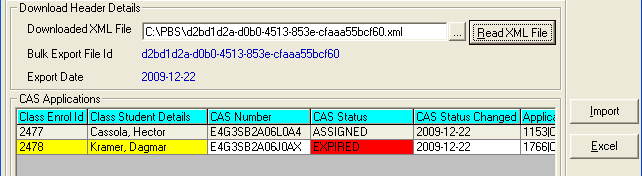 Download Header Details
Downloaded XML File C:\PBS\d2bd1d2a-d0b0-4513-853e-cfaaa55bcf60.xml ... Read XML File
Bulk Export File Id d2bd1d2a-d0b0-4513-853e-cfaaa55bcf60
Export Date 2009-12-22
CAS Applications
Class Enrol Id Class Student Details CAS Number CAS Status CAS Status Changed Applica
2477 Cassola, Hector E4G3SB2A06L0A4 ASSIGNED 2009-12-22 1153|C
2478 Kramer, Dagmar E4G3SB2A06J0AX EXPIRED 2009-12-22 1766|C
Import
Excel